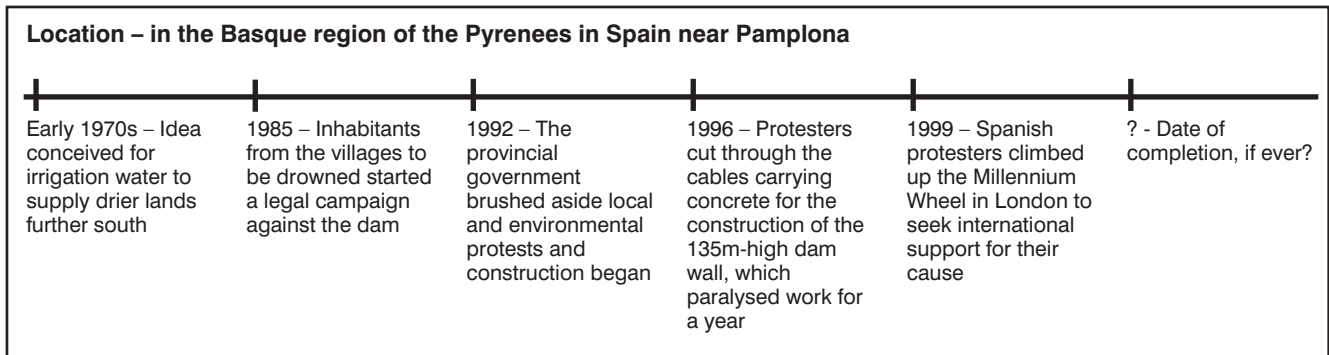 Location – in the Basque region of the Pyrenees in Spain near Pamplona
Early 1970s – Idea
conceived for
irrigation water to
supply drier lands
further south
1985 – Inhabitants
from the villages to
be drowned started
a legal campaign
against the dam
1992 – The
provincial
government
brushed aside local
and environmental
protests and
construction began
1996 – Protesters
cut through the
cables carrying
concrete for the
construction of the
135m-high dam
wall, which
paralysed work for
a year
1999 – Spanish
protesters climbed
up the Millennium
Wheel in London to
seek international
support for their
cause
? - Date of
completion, if ever?